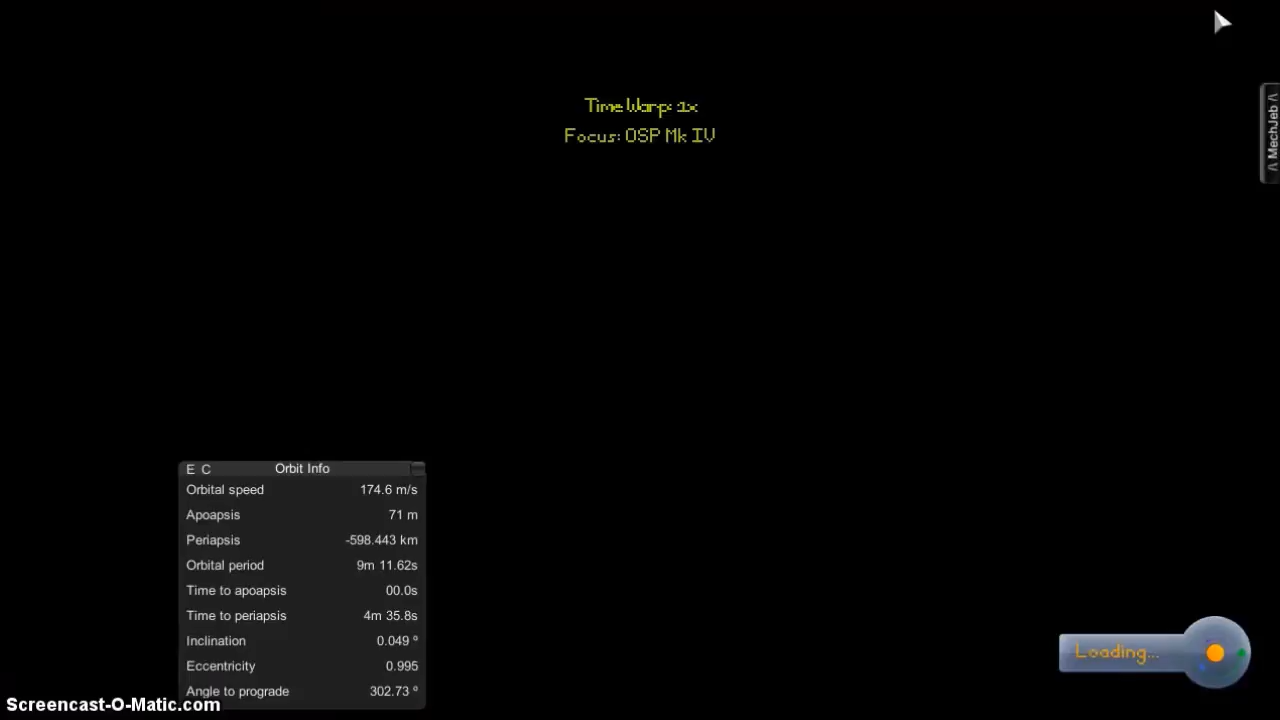 Time Warp: 1x
Focus: OSP Mk IV
/\ MechJeb /\
E C Orbit Info
Orbital speed 174.6 m/s
Apoapsis 71 m
Periapsis -598.443 km
Orbital period 9m 11.62s
Time to apoapsis 00.0s
Time to periapsis 4m 35.8s
Inclination 0.049 º
Eccentricity 0.995
Angle to prograde 302.73 º
Loading...
Screencast-O-Matic.com